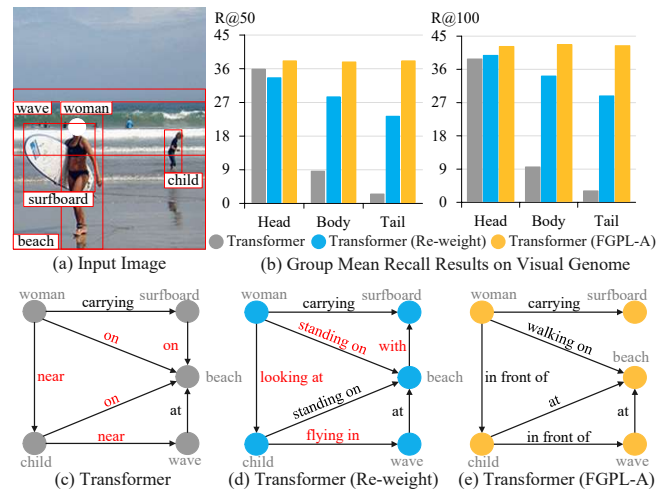 R@50
R@100
45
36
27
18
9
0
45
36
27
18
9
0
wave
woman
child
surfboard
beach
Head Body Tail
Head Body Tail
Transformer Transformer (Re-weight) Transformer (FGPL-A)
(a) Input Image
(b) Group Mean Recall Results on Visual Genome
woman
carrying
surfboard
on
on
near
beach
on
at
near
child
wave
(c) Transformer
woman
carrying
surfboard
standing on
with
looking at
beach
standing on
at
flying in
child
wave
(d) Transformer (Re-weight)
woman
carrying
surfboard
walking on
beach
in front of
at
at
in front of
child
wave
(e) Transformer (FGPL-A)